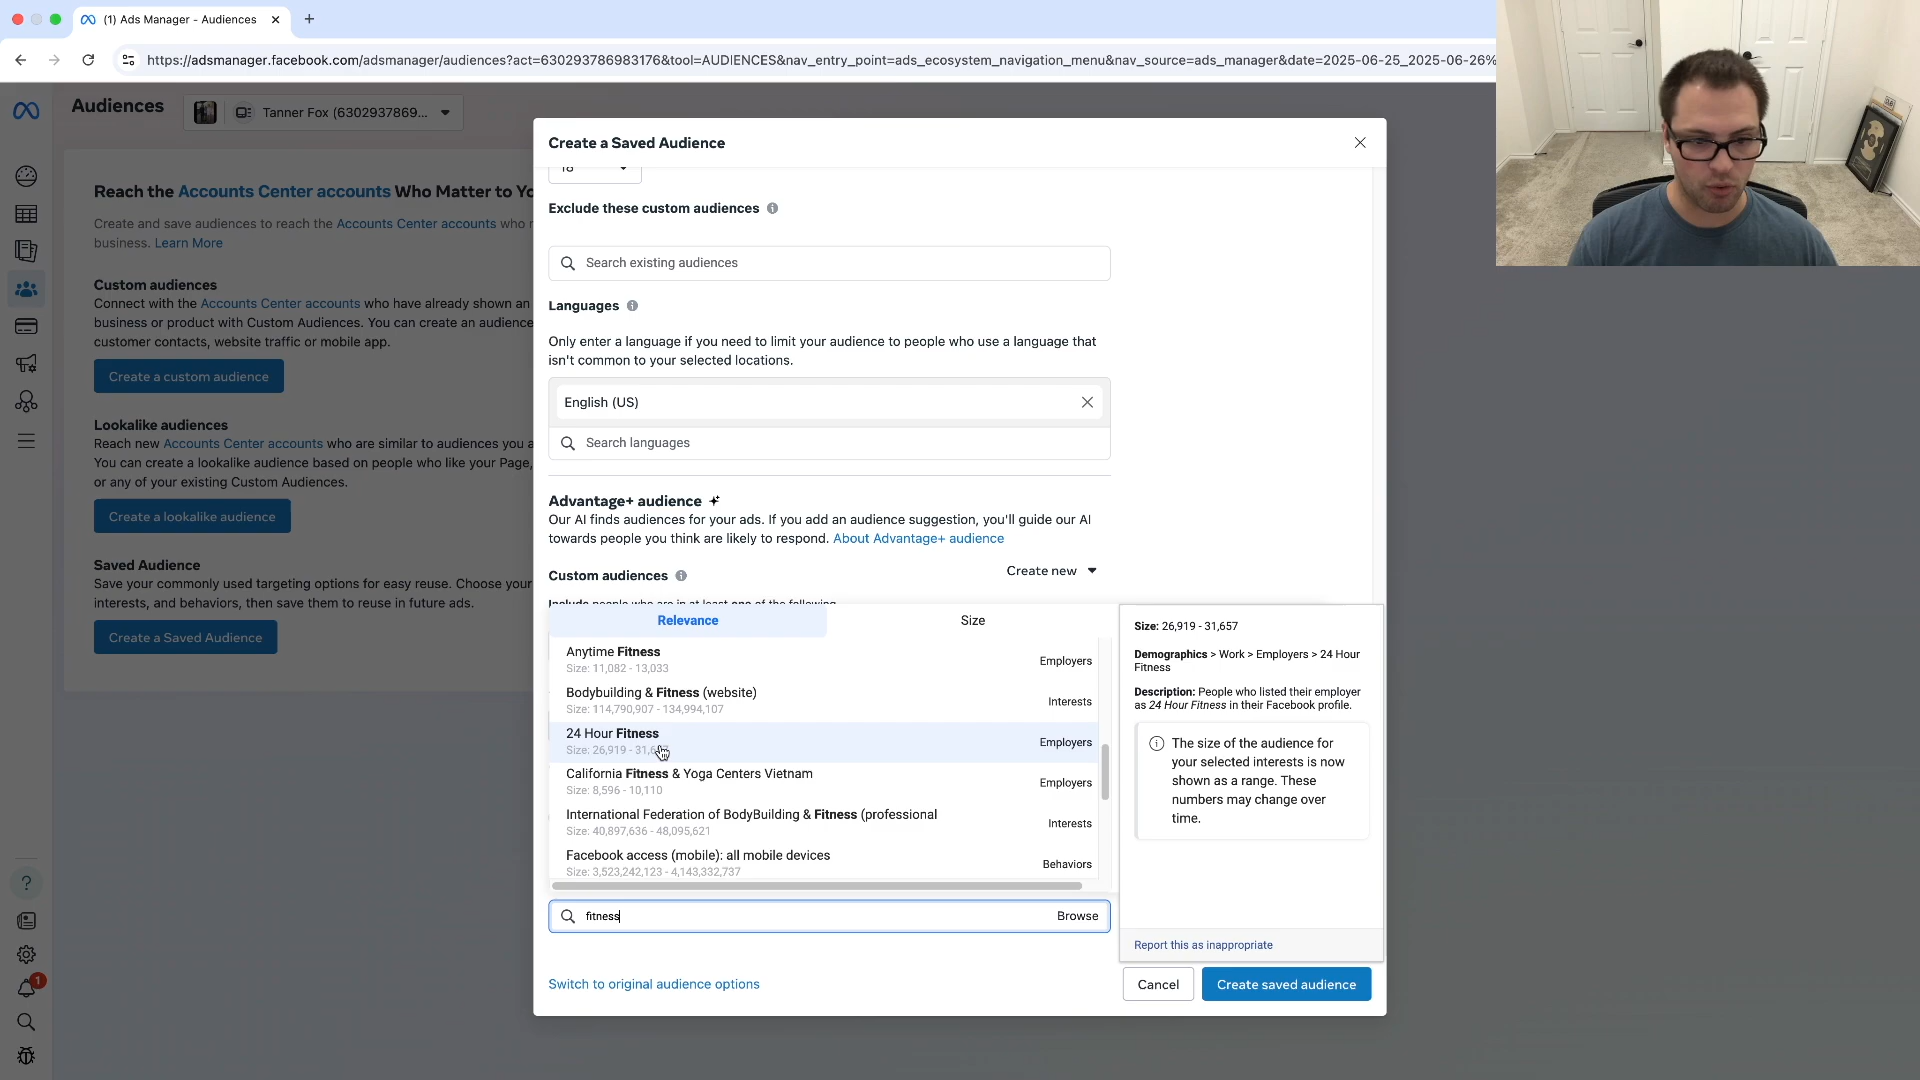 (1) Ads Manager - Audiences
https://adsmanager.facebook.com/adsmanager/audiences?act=630293786983176&tool=AUDIENCES&nav_entry_point=ads_ecosystem_navigation_menu&nav_source=ads_manager&date=2025-06-25_2025-06-26%
Audiences
Tanner Fox (6302937869...
Reach the Accounts Center accounts Who Matter to Yo
Create and save audiences to reach the Accounts Center accounts who
business. Learn More
Custom audiences
Connect with the Accounts Center accounts who have already shown an
business or product with Custom Audiences. You can create an audience
customer contacts, website traffic or mobile app.
Create a custom audience
Lookalike audiences
Reach new Accounts Center accounts who are similar to audiences you a
You can create a lookalike audience based on people who like your Page,
or any of your existing Custom Audiences.
Create a lookalike audience
Saved Audience
Save your commonly used targeting options for easy reuse. Choose your
interests, and behaviors, then save them to reuse in future ads.
Create a Saved Audience
?
1
Create a Saved Audience
18
Exclude these custom audiences
Search existing audiences
Languages
Only enter a language if you need to limit your audience to people who use a language that
isn't common to your selected locations.
English (US)
Search languages
Advantage+ audience
Our AI finds audiences for your ads. If you add an audience suggestion, you'll guide our AI
towards people you think are likely to respond. About Advantage+ audience
Custom audiences
Create new
Include people who are in at least one of the following
Relevance
Size
Anytime Fitness
Size: 11,082 - 13,033
Employers
Bodybuilding & Fitness (website)
Size: 114,790,907 - 134,994,107
Interests
24 Hour Fitness
Size: 26,919 - 31,657
Employers
California Fitness & Yoga Centers Vietnam
Size: 8,596 - 10,110
Employers
International Federation of BodyBuilding & Fitness (professional
Size: 40,897,636 - 48,095,621
Interests
Facebook access (mobile): all mobile devices
Size: 3,523,242,123 - 4,143,332,737
Behaviors
fitness
Browse
Size: 26,919 - 31,657
Demographics > Work > Employers > 24 Hour
Fitness
Description: People who listed their employer
as 24 Hour Fitness in their Facebook profile.
The size of the audience for
your selected interests is now
shown as a range. These
numbers may change over
time.
Report this as inappropriate
Switch to original audience options
Cancel
Create saved audience